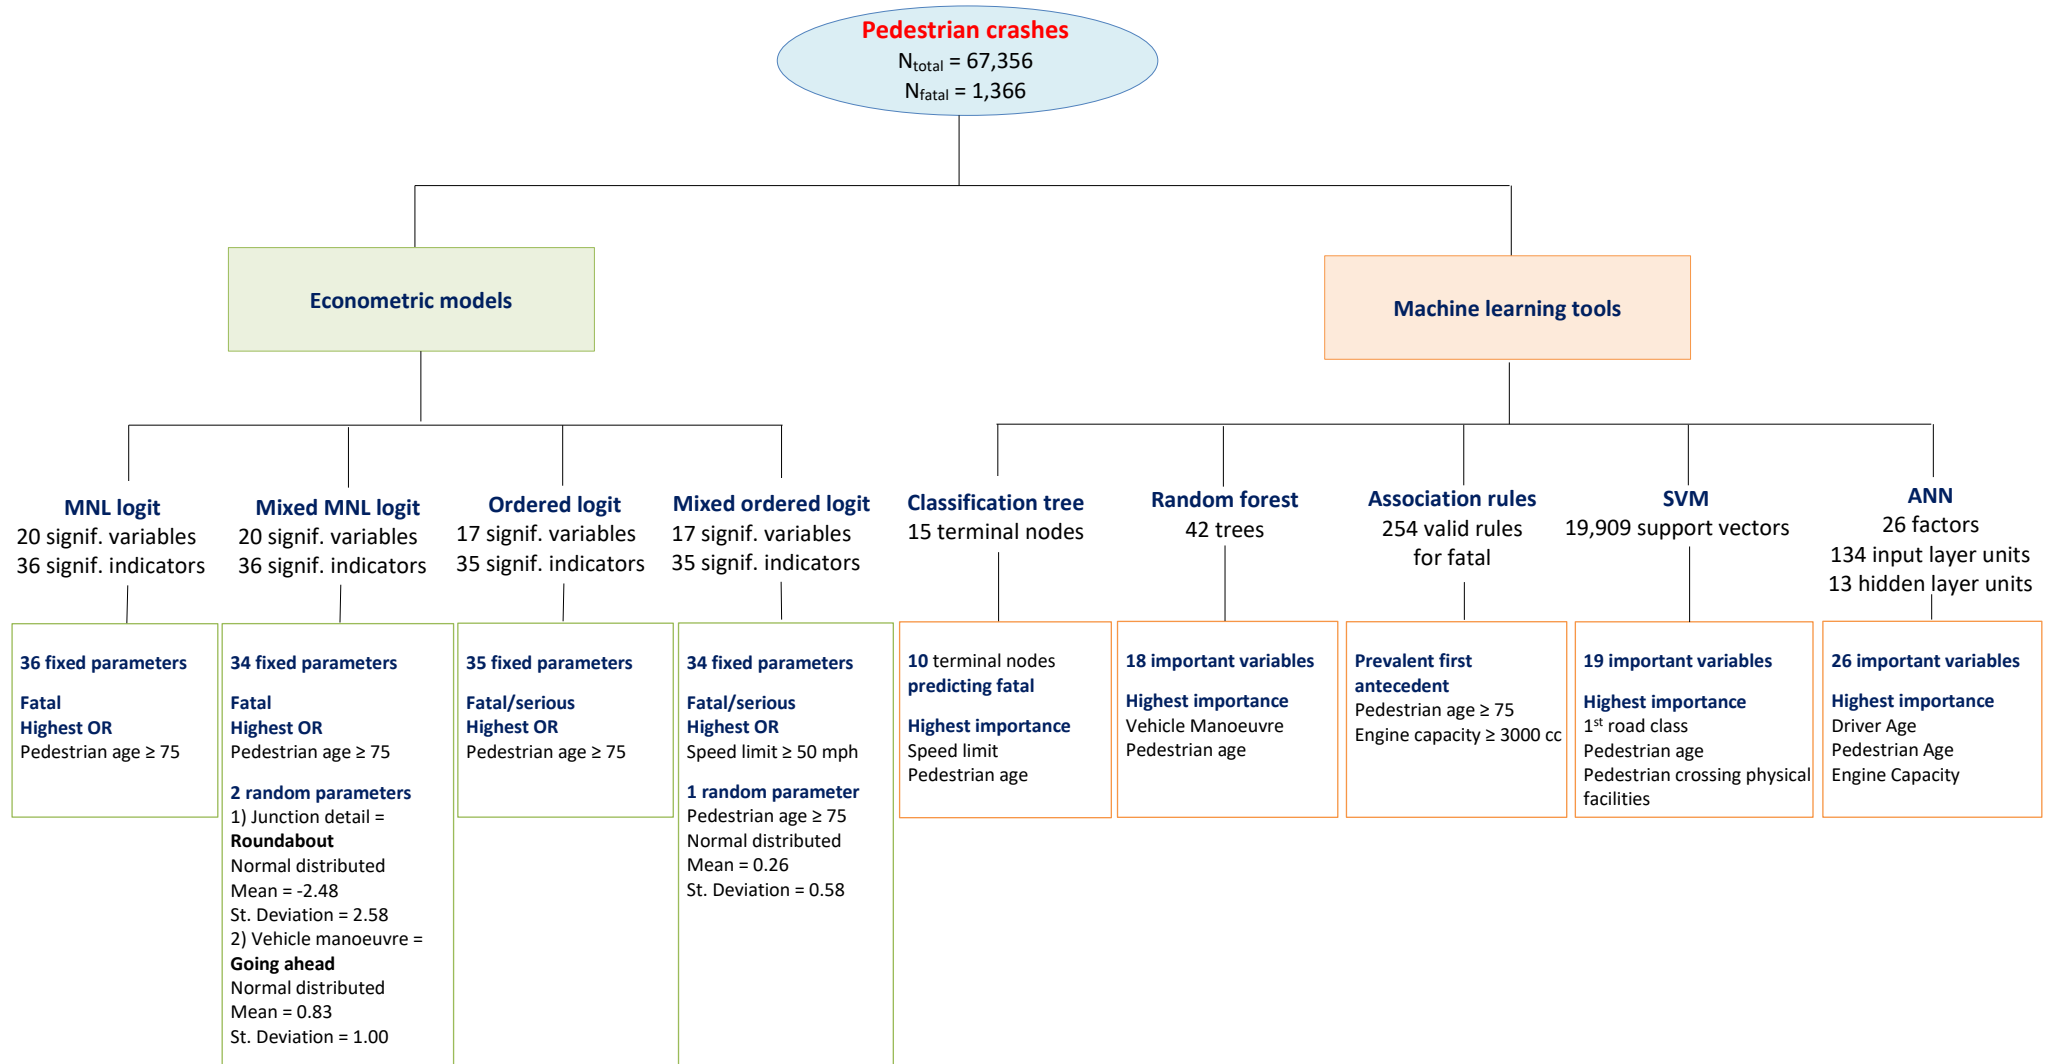 Pedestrian crashes
Ntotal = 67,356
Nfatal = 1,366
Econometric models
Machine learning tools
MNL logit
20 signif. variables
36 signif. indicators
Mixed MNL logit
20 signif. variables
36 signif. indicators
Ordered logit
17 signif. variables
35 signif. indicators
Mixed ordered logit
17 signif. variables
35 signif. indicators
Classification tree
15 terminal nodes
Random forest
42 trees
Association rules
254 valid rules
for fatal
SVM
19,909 support vectors
ANN
26 factors
134 input layer units
13 hidden layer units
36 fixed parameters
Fatal
Highest OR
Pedestrian age ≥ 75
34 fixed parameters
Fatal
Highest OR
Pedestrian age ≥ 75
2 random parameters
1) Junction detail =
Roundabout
Normal distributed
Mean = -2.48
St. Deviation = 2.58
2) Vehicle manoeuvre =
Going ahead
Normal distributed
Mean = 0.83
St. Deviation = 1.00
35 fixed parameters
Fatal/serious
Highest OR
Pedestrian age ≥ 75
34 fixed parameters
Fatal/serious
Highest OR
Speed limit ≥ 50 mph
1 random parameter
Pedestrian age ≥ 75
Normal distributed
Mean = 0.26
St. Deviation = 0.58
10 terminal nodes
predicting fatal
Highest importance
Speed limit
Pedestrian age
18 important variables
Highest importance
Vehicle Manoeuvre
Pedestrian age
Prevalent first
antecedent
Pedestrian age ≥ 75
Engine capacity ≥ 3000 cc
19 important variables
Highest importance
1st road class
Pedestrian age
Pedestrian crossing physical
facilities
26 important variables
Highest importance
Driver Age
Pedestrian Age
Engine Capacity